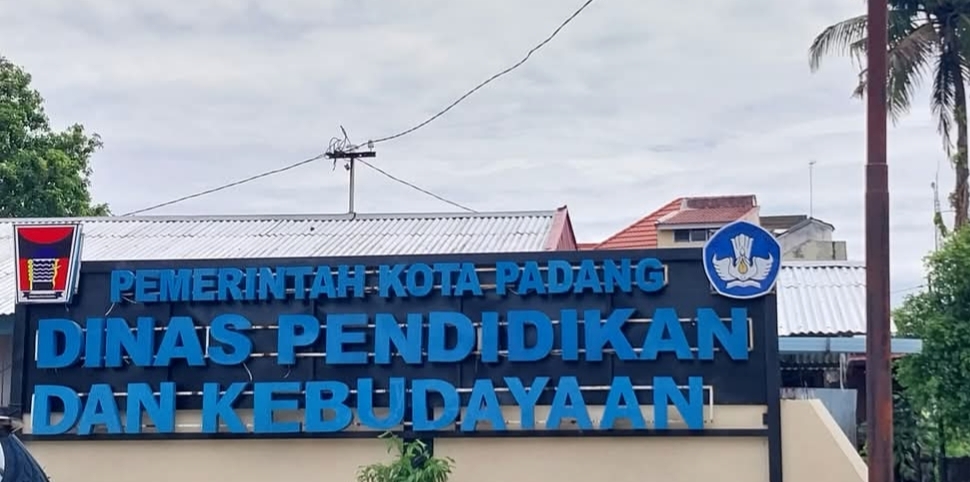 PEMERINTAH KOTA PADANG
DINAS PENDIDIKAN
DAN KEBUDAYAAN